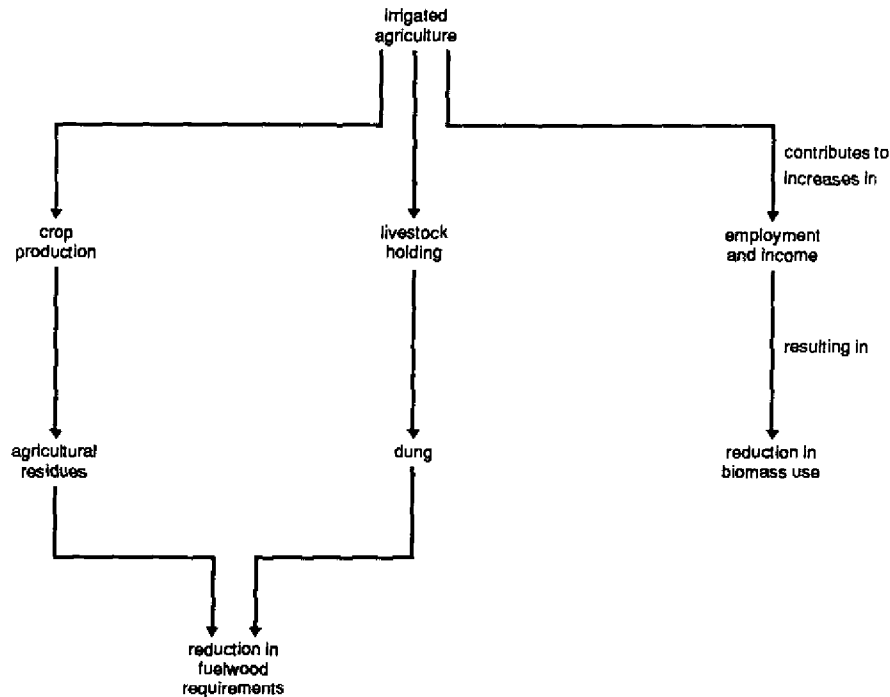 irrigated
agriculture
contributes to
increases in
crop
production
livestock
holding
employment
and income
resulting in
agricultural
residues
dung
reduction in
biomass use
reduction in
fuelwood
requirements